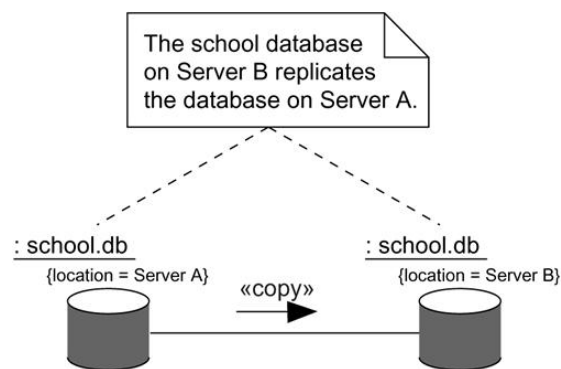 The school database
on Server B replicates
the database on Server A.
: school.db
{location = Server A}
: school.db
{location = Server B}
«copy»